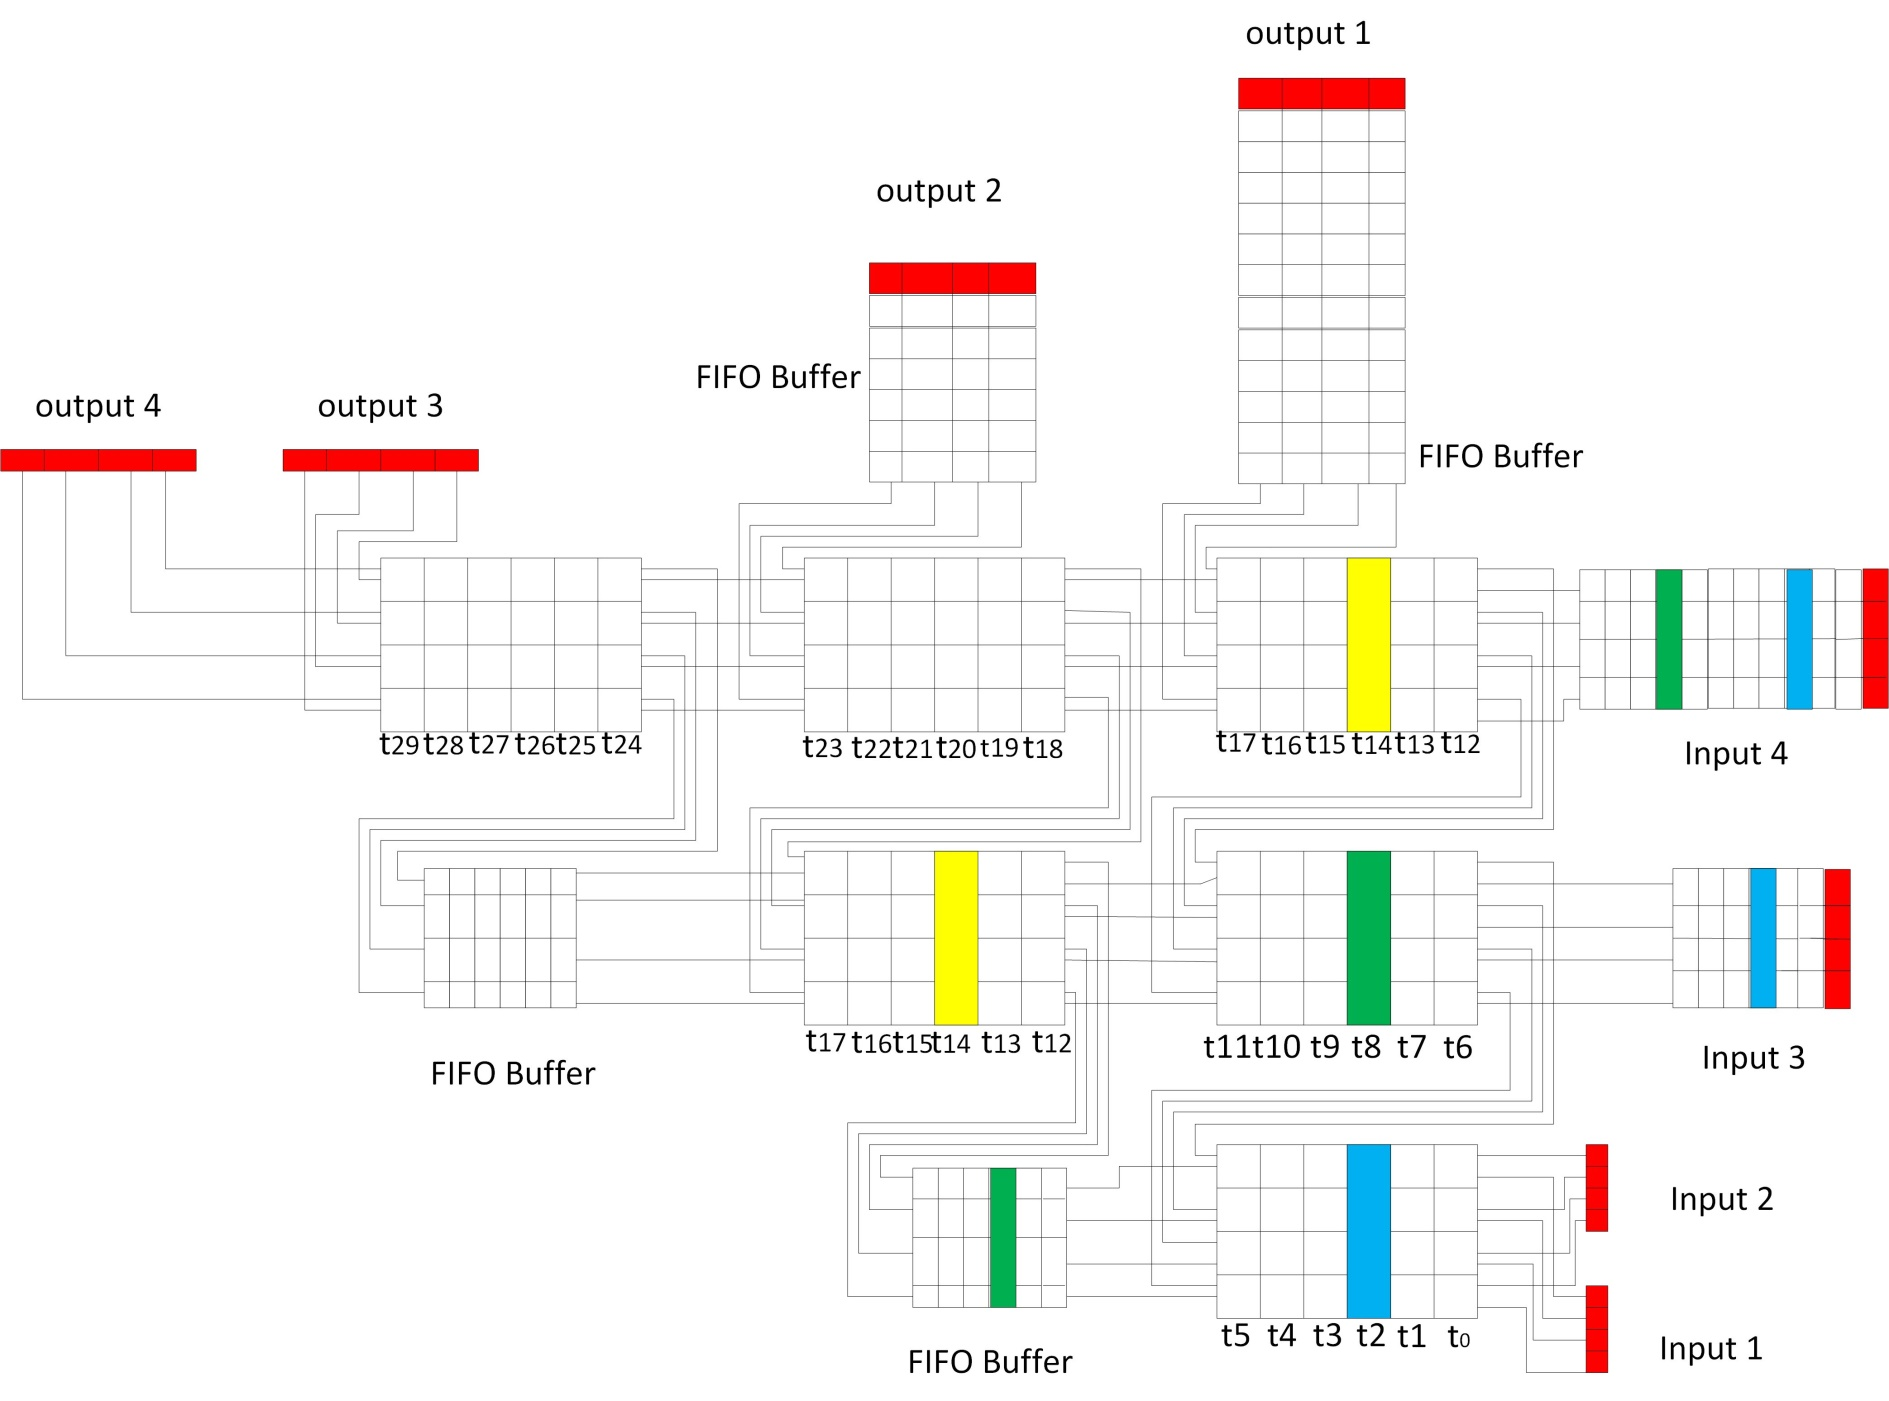 output 1
output 2
FIFO Buffer
output 4
output 3
FIFO Buffer
t29 t28 t27 t26 t25 t24
t23 t22 t21 t20 t19 t18
t17 t16 t15 t14 t13 t12
Input 4
t17 t16 t15 t14 t13 t12
t11 t10 t9 t8 t7 t6
Input 3
FIFO Buffer
Input 2
t5 t4 t3 t2 t1 t0
Input 1
FIFO Buffer